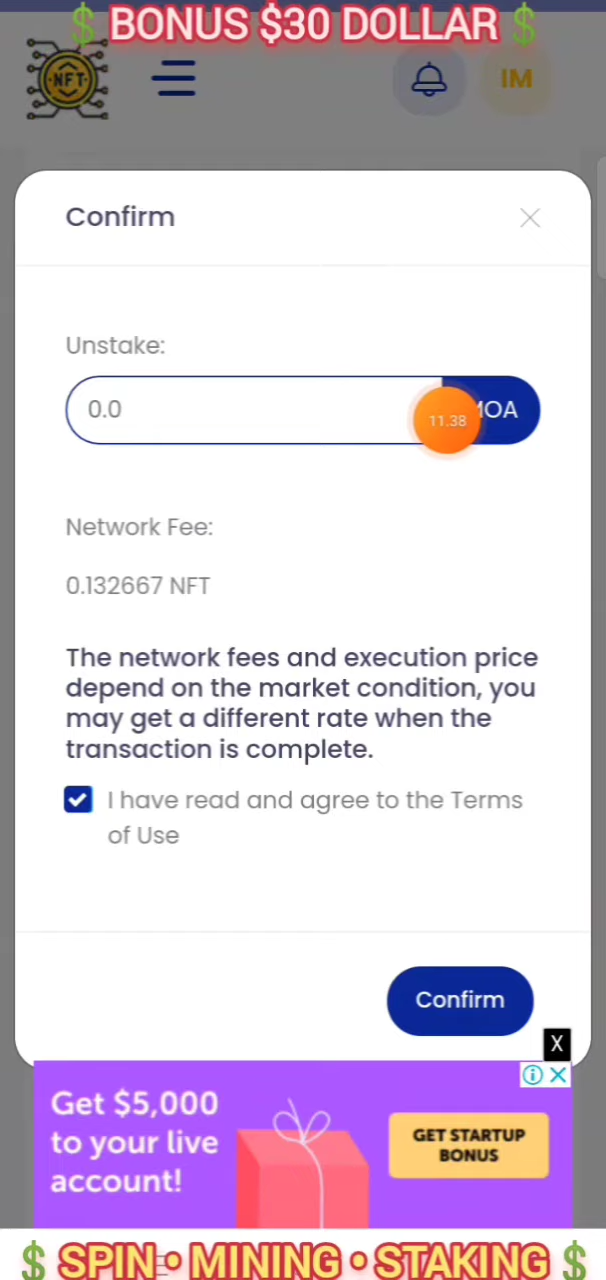 $ BONUS $30 DOLLAR $
NFT
IM
Confirm
Unstake:
0.0
11.38
Network Fee:
0.132667 NFT
The network fees and execution price
depend on the market condition, you
may get a different rate when the
transaction is complete.
I have read and agree to the Terms
of Use
Confirm
X
Get $5,000
to your live
account!
GET STARTUP
BONUS
$ SPIN • MINING • STAKING $